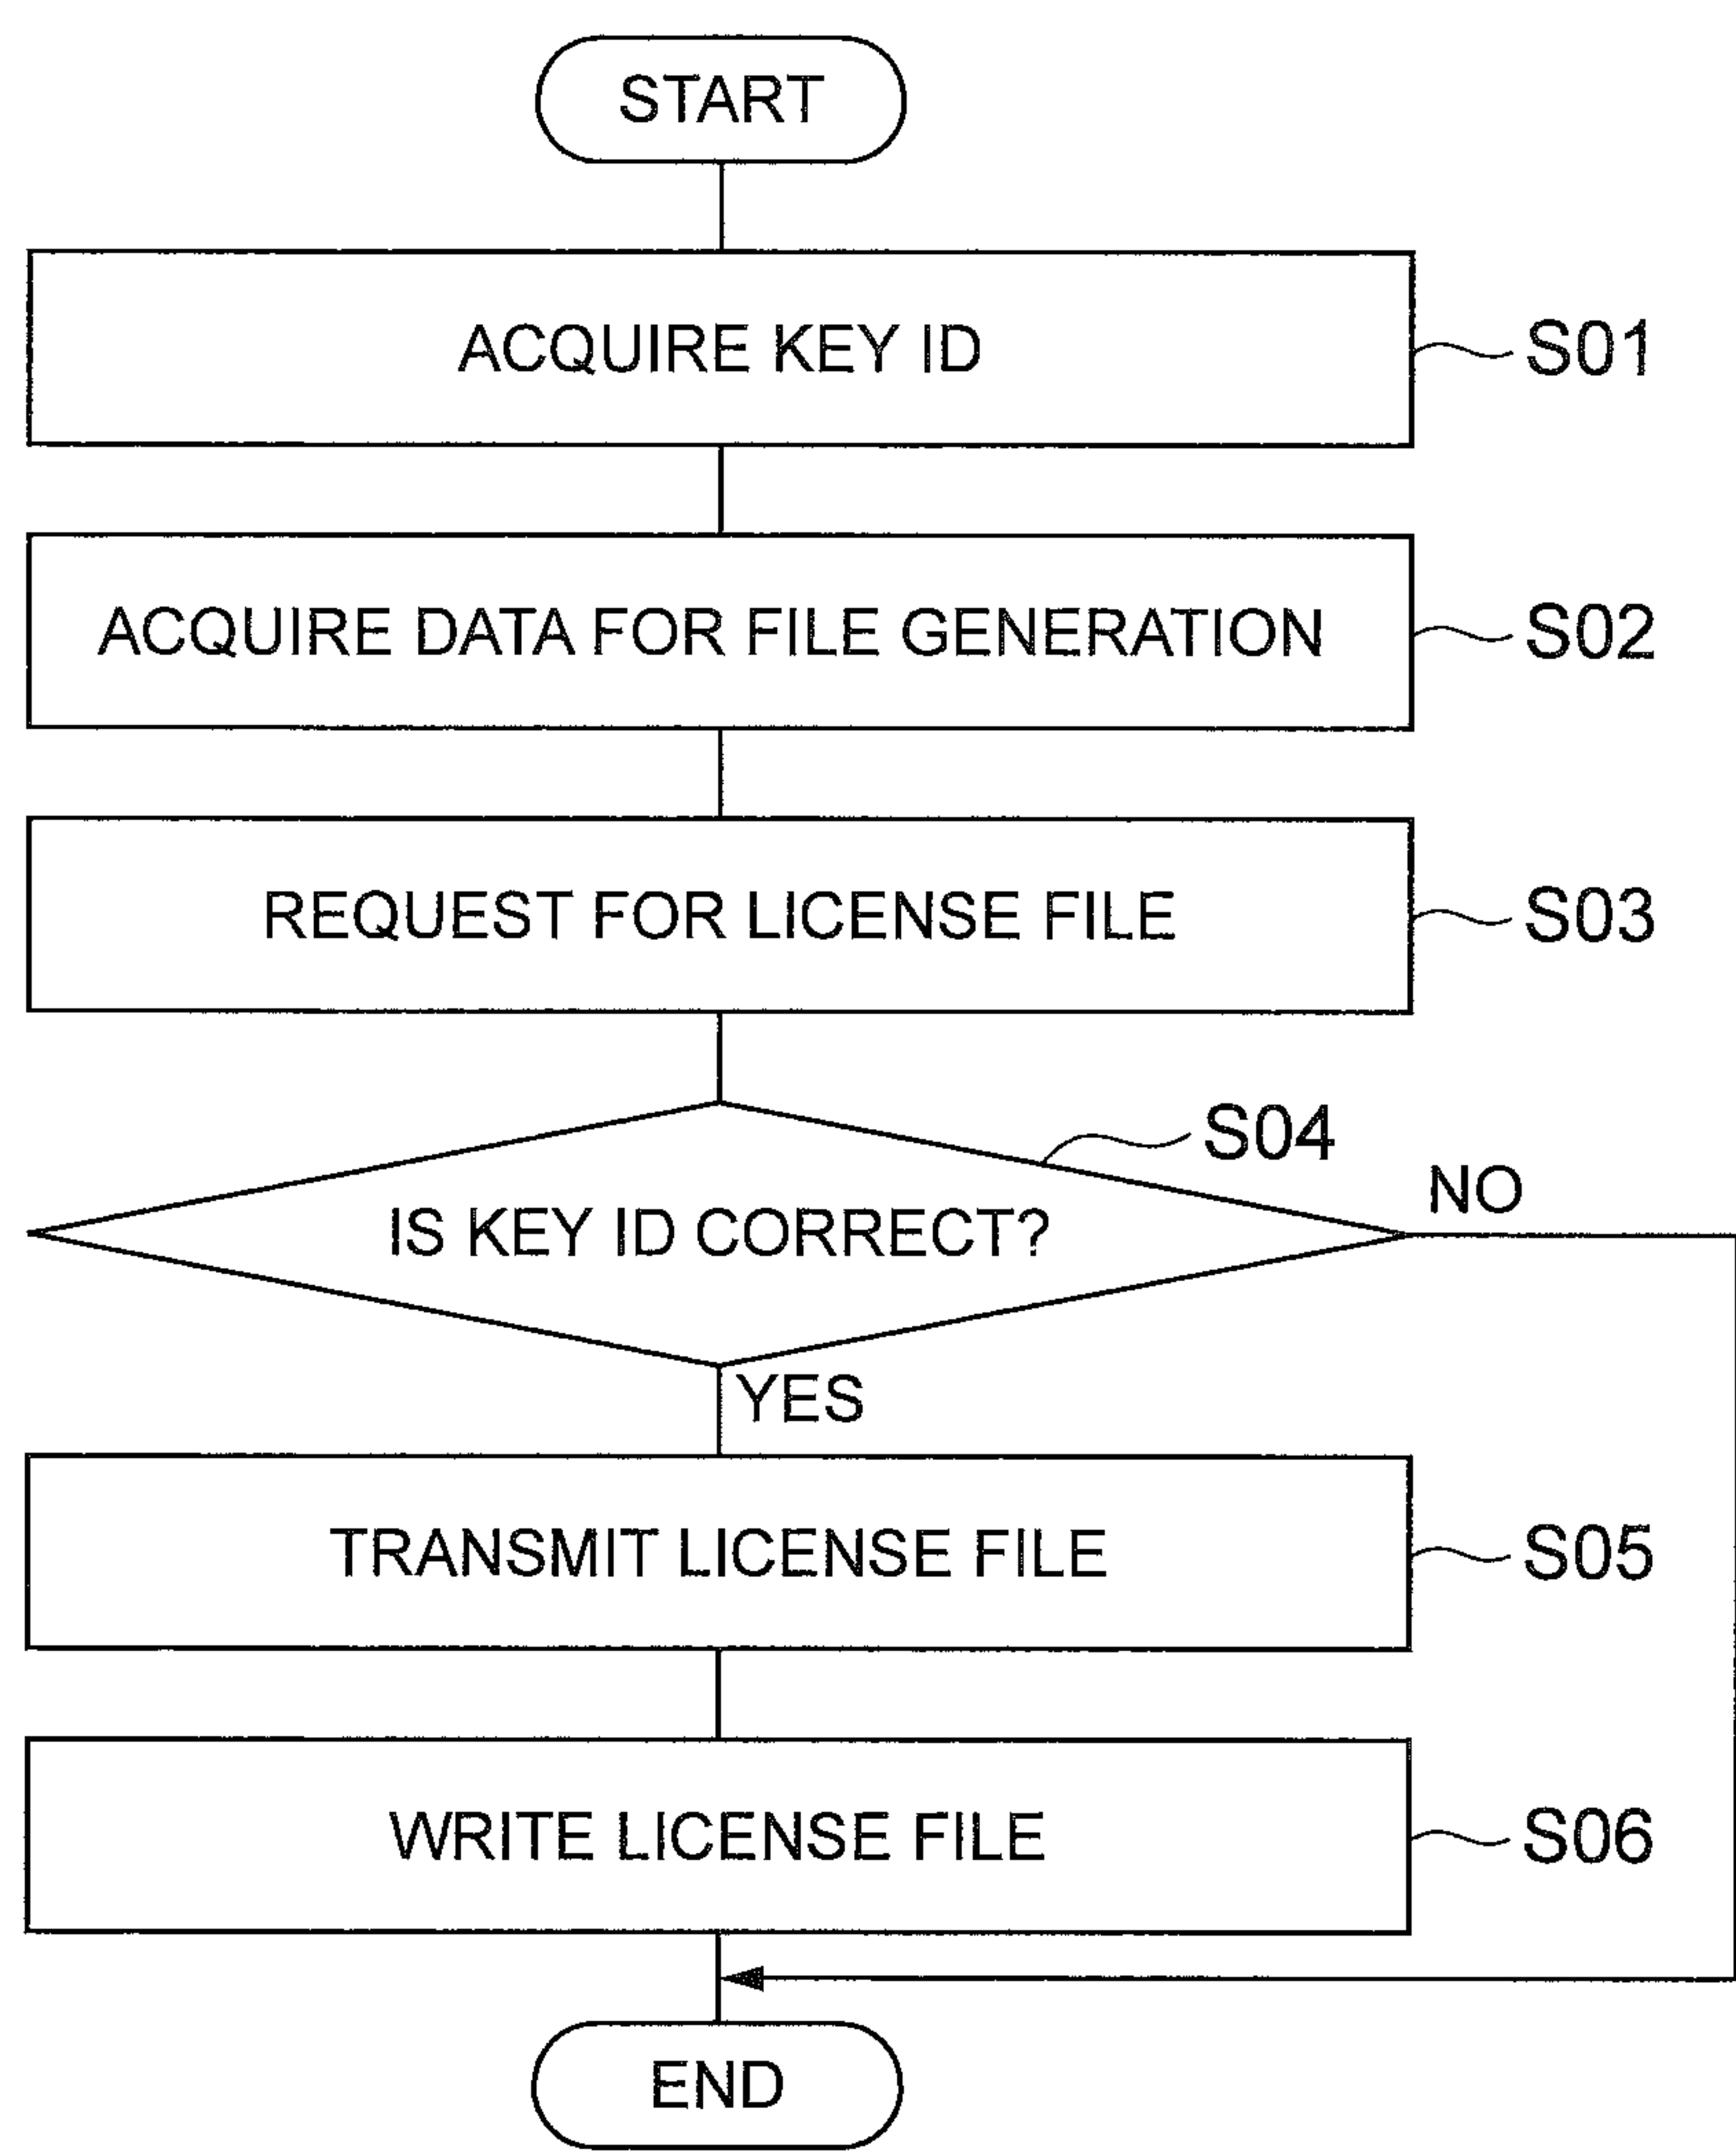 START
ACQUIRE KEY ID
S01
ACQUIRE DATA FOR FILE GENERATION
S02
REQUEST FOR LICENSE FILE
S03
S04
NO
IS KEY ID CORRECT?
YES
TRANSMIT LICENSE FILE
S05
WRITE LICENSE FILE
S06
END